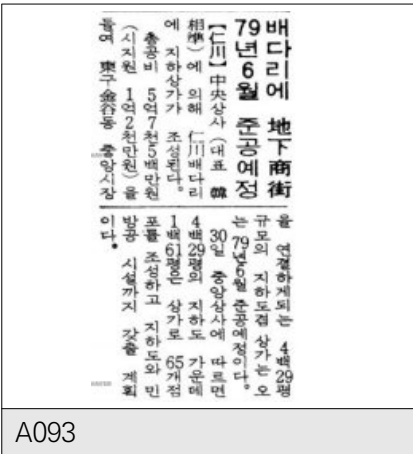 배다리에 地下商街
79년 6월 준공예정
【仁川】中央상사 (대표 韓
相準)에 의해 仁川배다리
에 지하상가가 조성된다.
총공비 5억7천5백만원
(시지원 1억2천만원)을
들여 東구金谷동 중앙시장
을 연결하게되는 4백29평
규모의 지하도겸 상가는 오
는 79년6월 준공예정이다.
30일 중앙상사에 따르면
4백29평의 지하도 가운데
1백61평은 상가로 65개점
포를 조성하고 지하도와 민
방공 시설까지 갖출 계획
이다.
A093